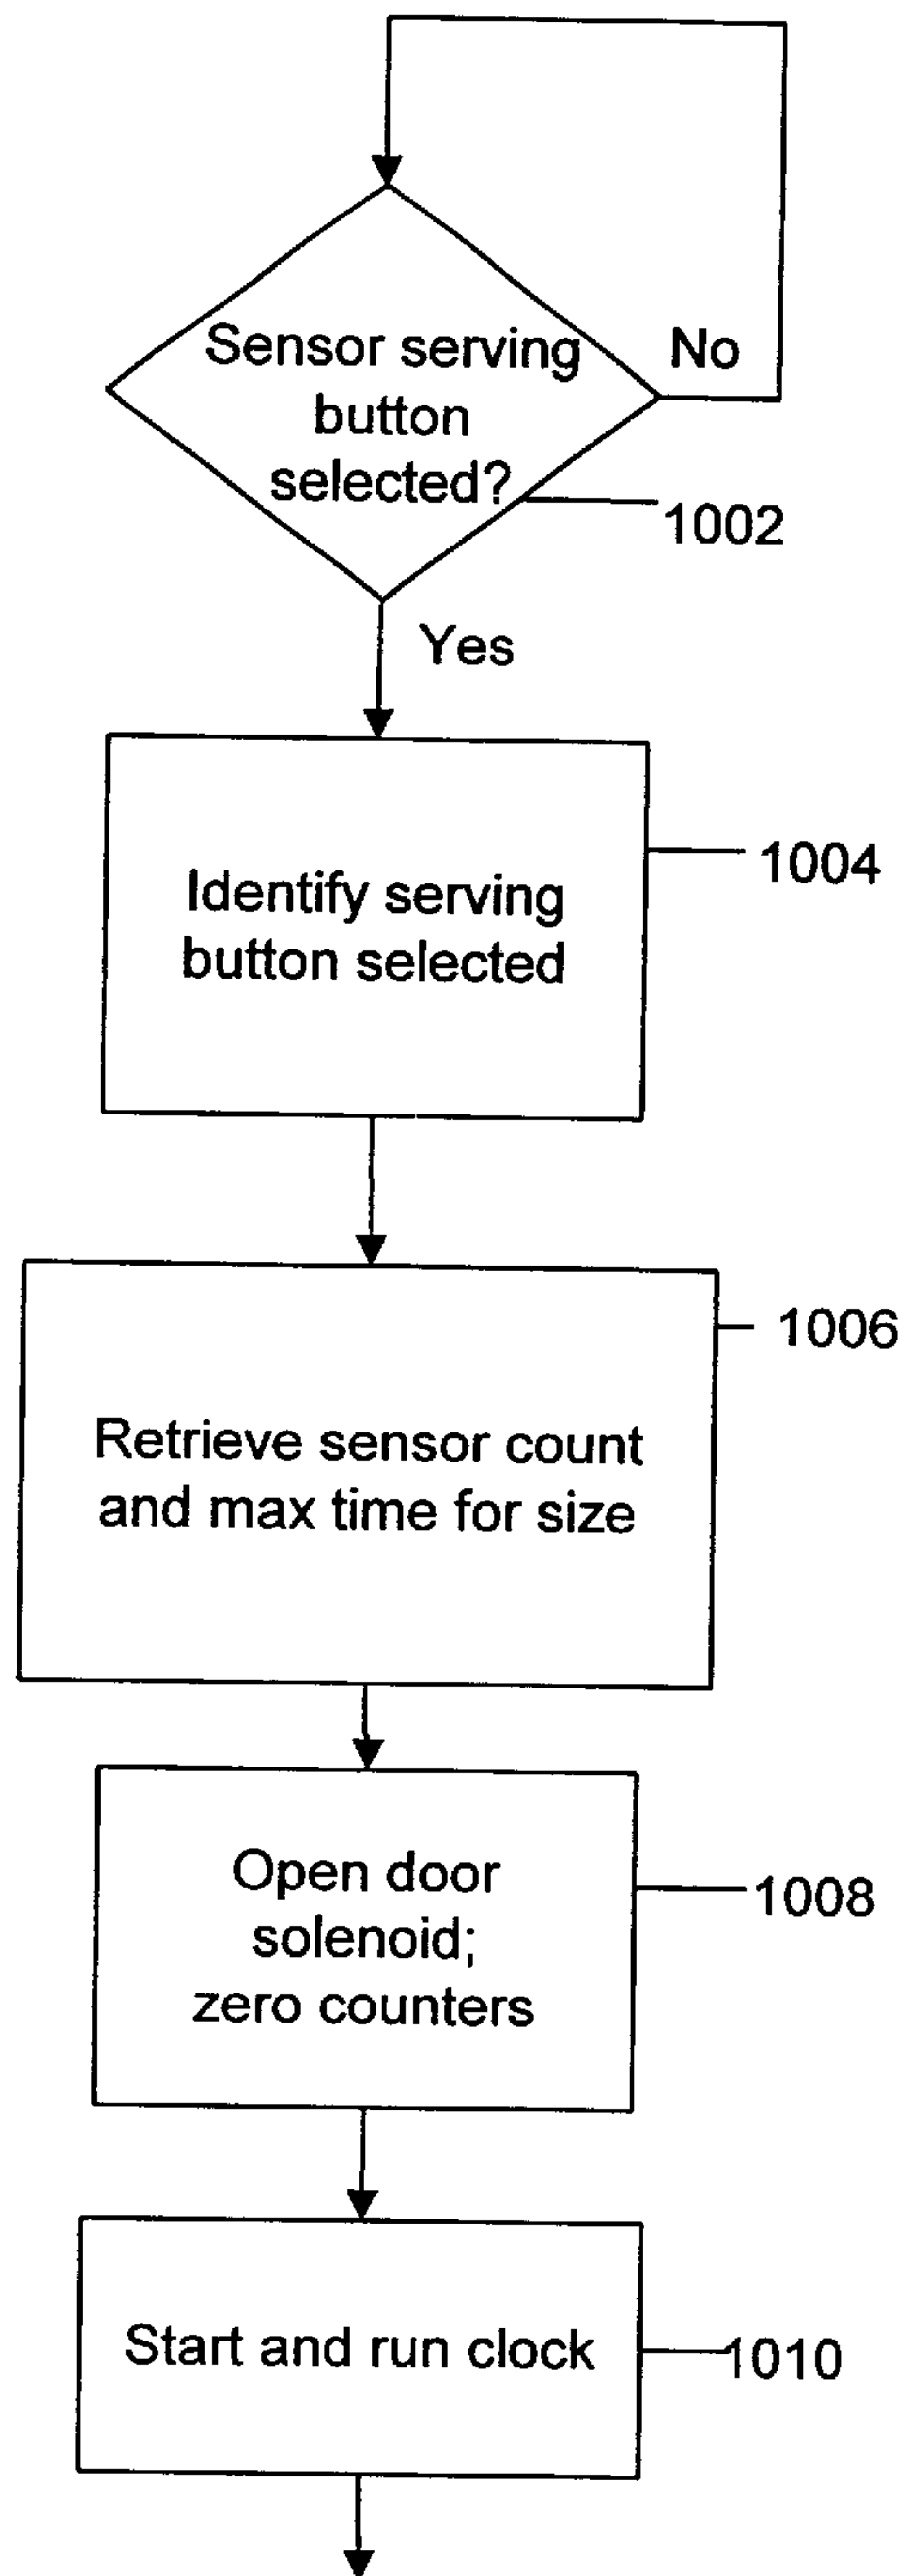 Sensor serving
button
selected?
No
1002
Yes
Identify serving
button selected
1004
Retrieve sensor count
and max time for size
1006
Open door
solenoid;
zero counters
1008
Start and run clock
1010